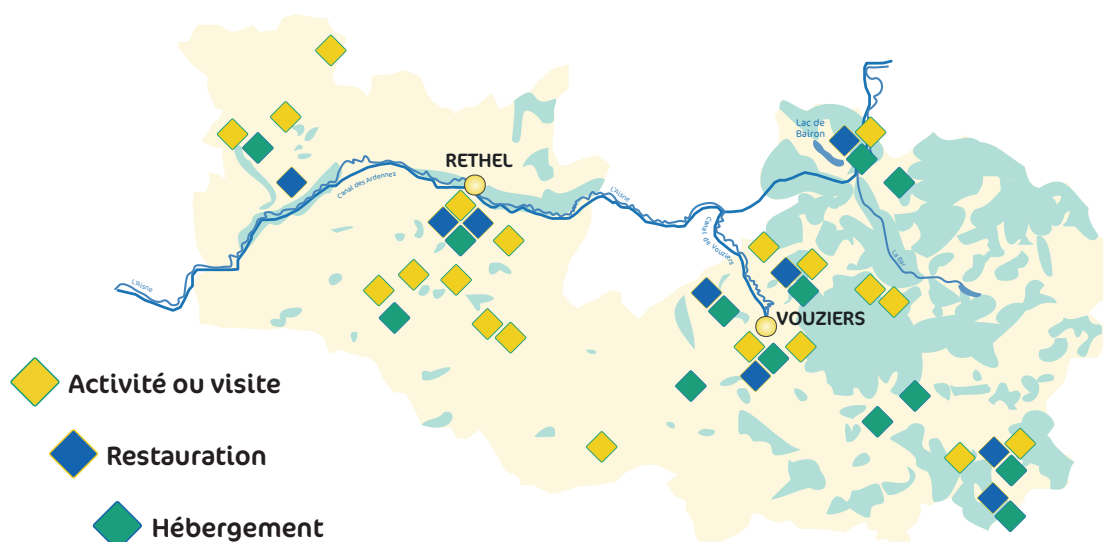 Lac de
Bairon
RETHEL
Canal des Ardennes
L'Aisne
Canal de Vouziers
La Bar
L'Aisne
VOUZIERS
Activité ou visite
Restauration
Hébergement